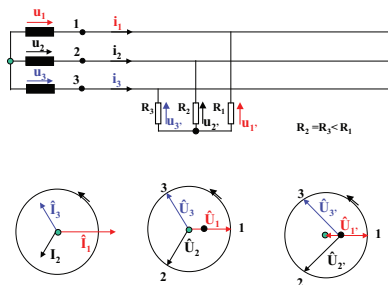 u₁ 1 i₁
u₂ 2 i₂
u₃ 3 i₃
R₃ u₃' R₂ u₂' R₁ u₁'
R₂ =R₃< R₁
Î₃ Î₁ I₂
3 Û₃ Û₁ 1 Û₂ 2
3 Û₃' Û₁' 1 Û₂' 2